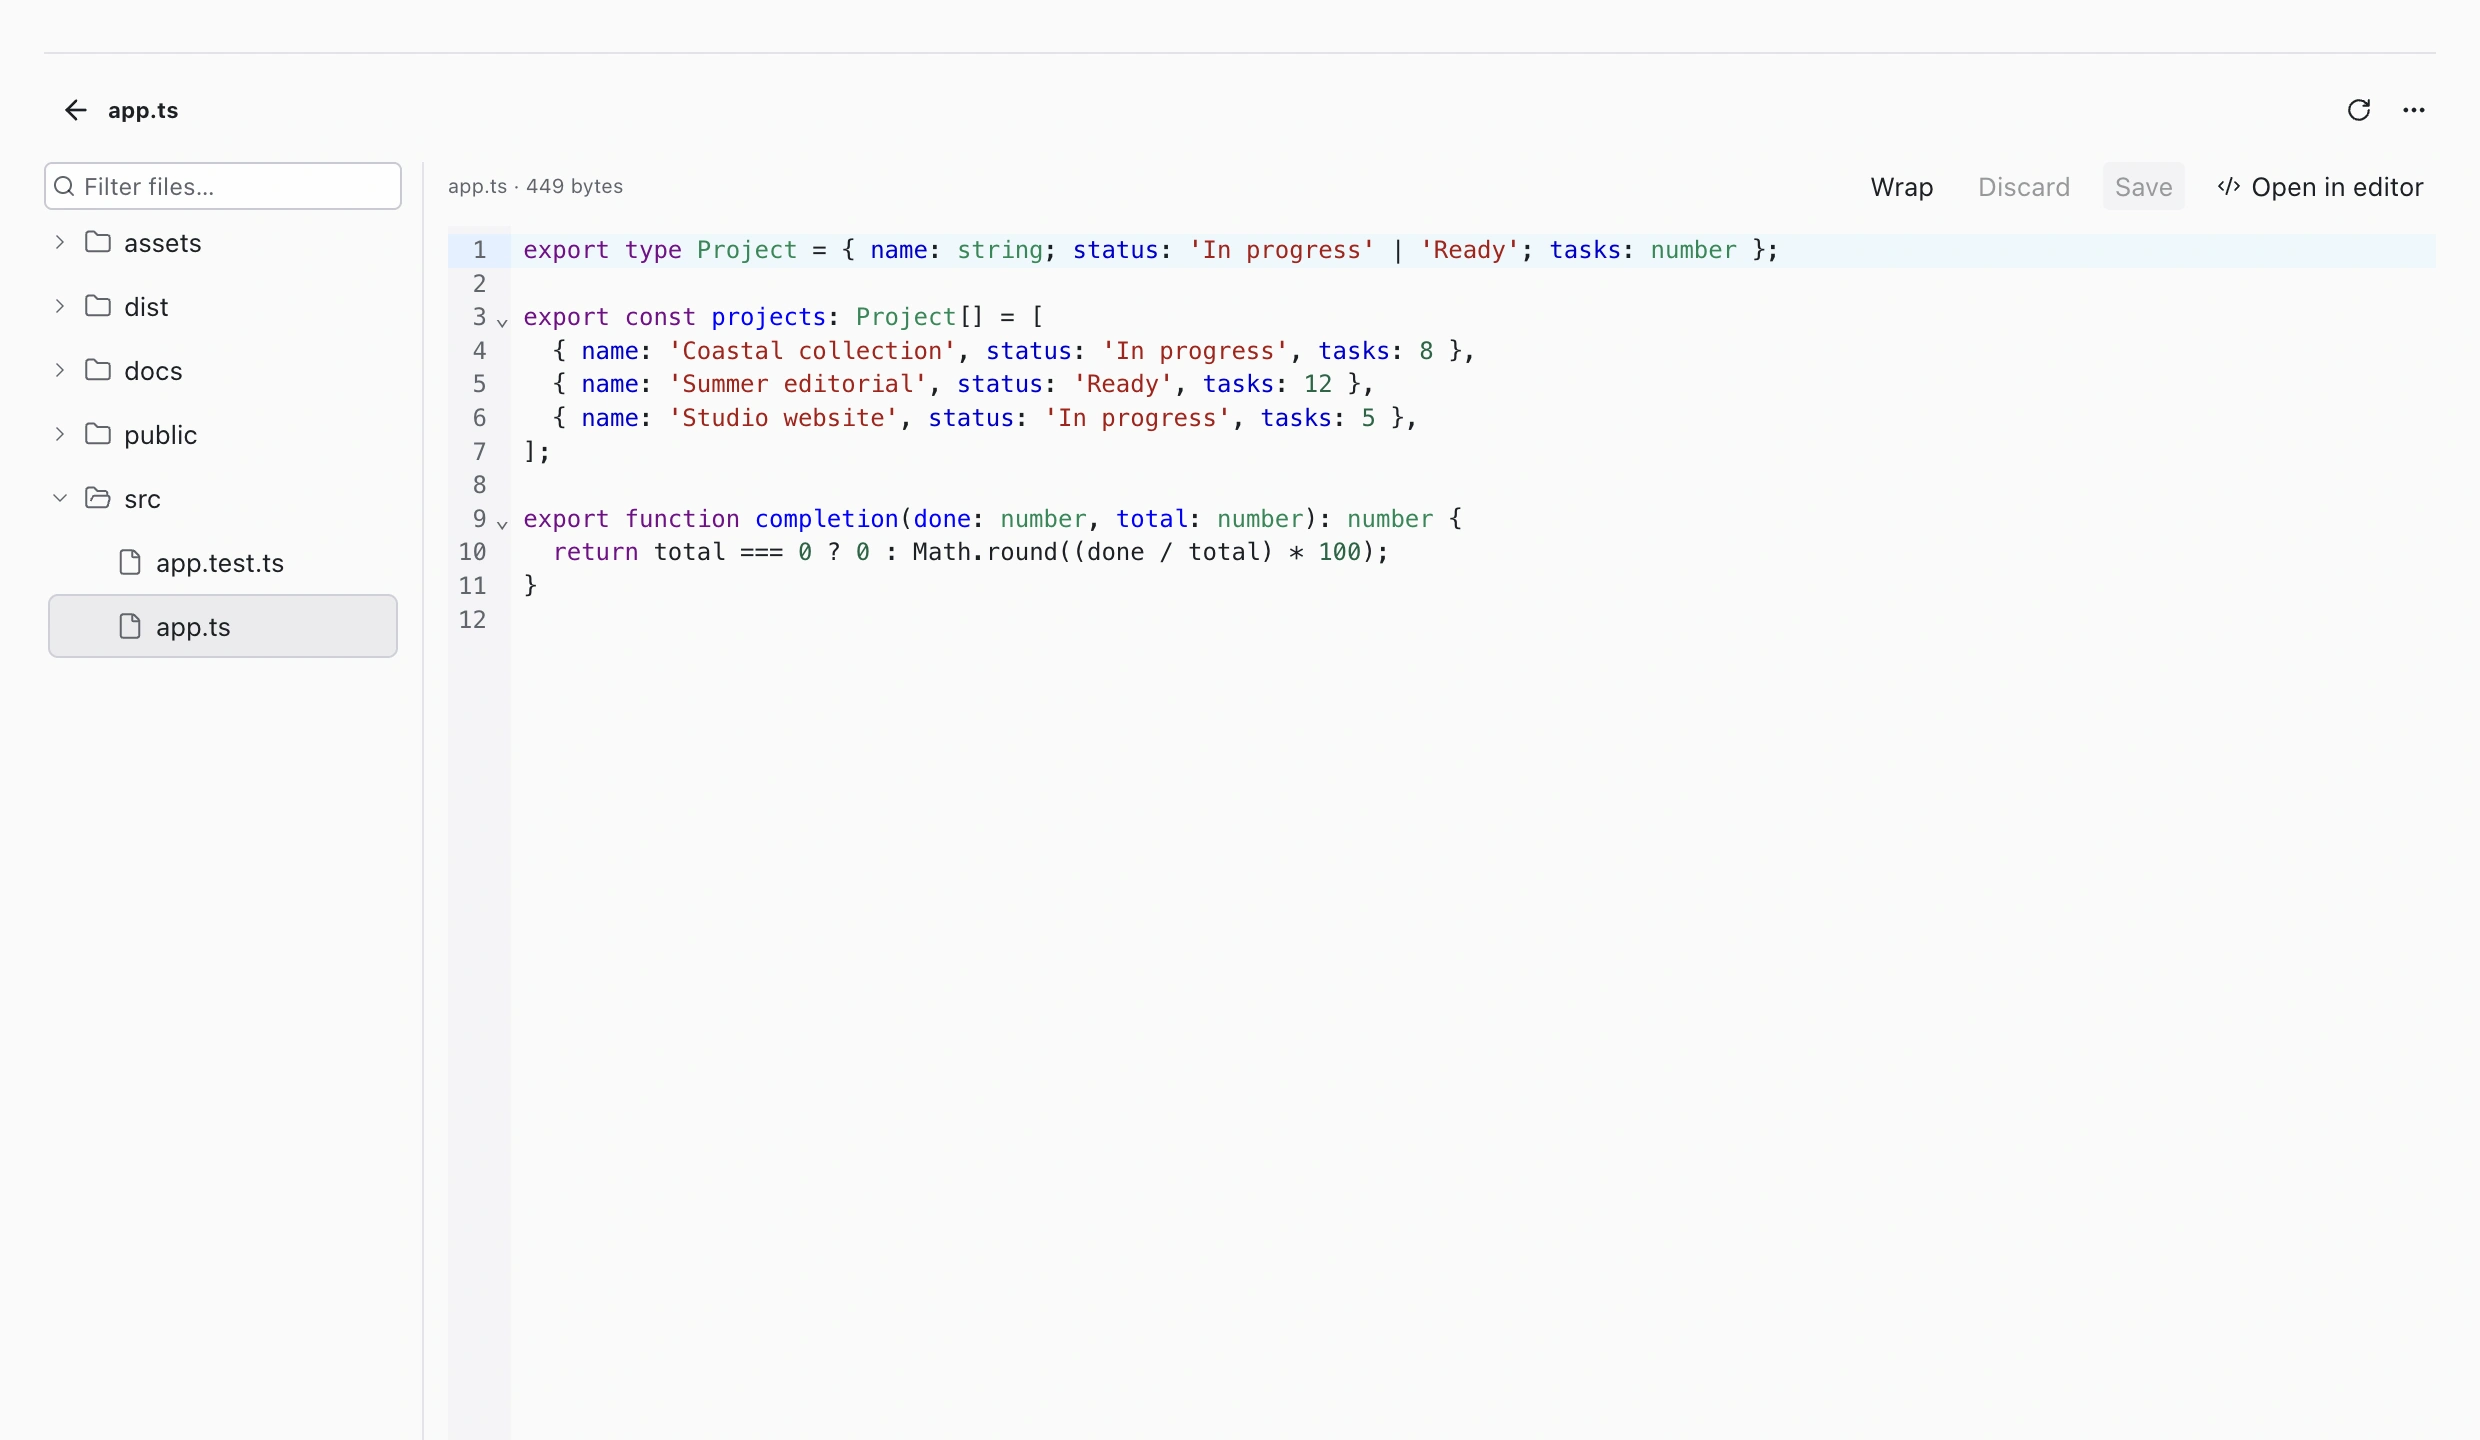 app.ts
Filter files...
assets
dist
docs
public
src
app.test.ts
app.ts
app.ts · 449 bytes
Wrap Discard Save </> Open in editor
1 export type Project = { name: string; status: 'In progress' | 'Ready'; tasks: number };
2
3 export const projects: Project[] = [
4   { name: 'Coastal collection', status: 'In progress', tasks: 8 },
5   { name: 'Summer editorial', status: 'Ready', tasks: 12 },
6   { name: 'Studio website', status: 'In progress', tasks: 5 },
7 ];
8
9 export function completion(done: number, total: number): number {
10   return total === 0 ? 0 : Math.round((done / total) * 100);
11 }
12